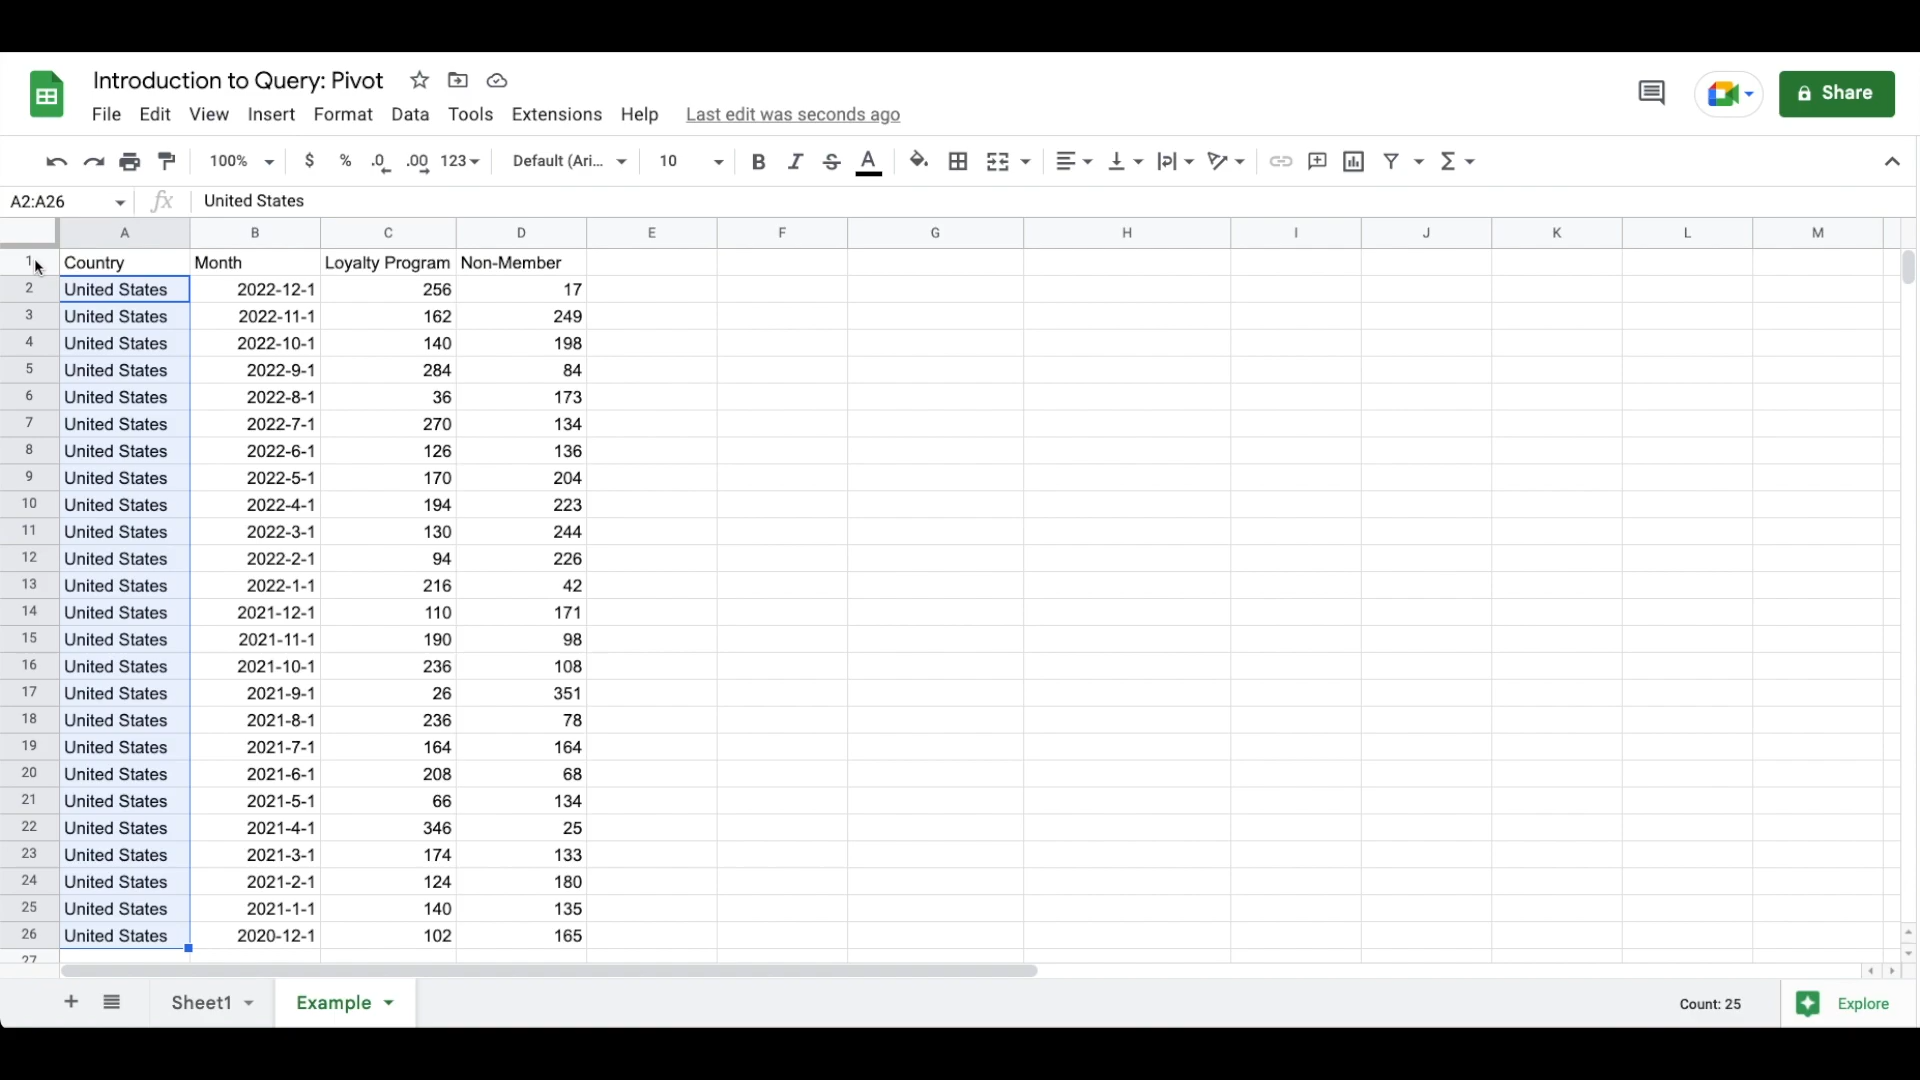 Introduction to Query: Pivot
File Edit View Insert Format Data Tools Extensions Help Last edit was seconds ago
Share
100% $ % .0 .00 123 Default (Ari... 10 B I S A Σ
A2:A26 fx United States
A B C D E F G H I J K L M
1 Country Month Loyalty Program Non-Member
2 United States 2022-12-1 256 17
3 United States 2022-11-1 162 249
4 United States 2022-10-1 140 198
5 United States 2022-9-1 284 84
6 United States 2022-8-1 36 173
7 United States 2022-7-1 270 134
8 United States 2022-6-1 126 136
9 United States 2022-5-1 170 204
10 United States 2022-4-1 194 223
11 United States 2022-3-1 130 244
12 United States 2022-2-1 94 226
13 United States 2022-1-1 216 42
14 United States 2021-12-1 110 171
15 United States 2021-11-1 190 98
16 United States 2021-10-1 236 108
17 United States 2021-9-1 26 351
18 United States 2021-8-1 236 78
19 United States 2021-7-1 164 164
20 United States 2021-6-1 208 68
21 United States 2021-5-1 66 134
22 United States 2021-4-1 346 25
23 United States 2021-3-1 174 133
24 United States 2021-2-1 124 180
25 United States 2021-1-1 140 135
26 United States 2020-12-1 102 165
27
Sheet1 Example Count: 25 Explore